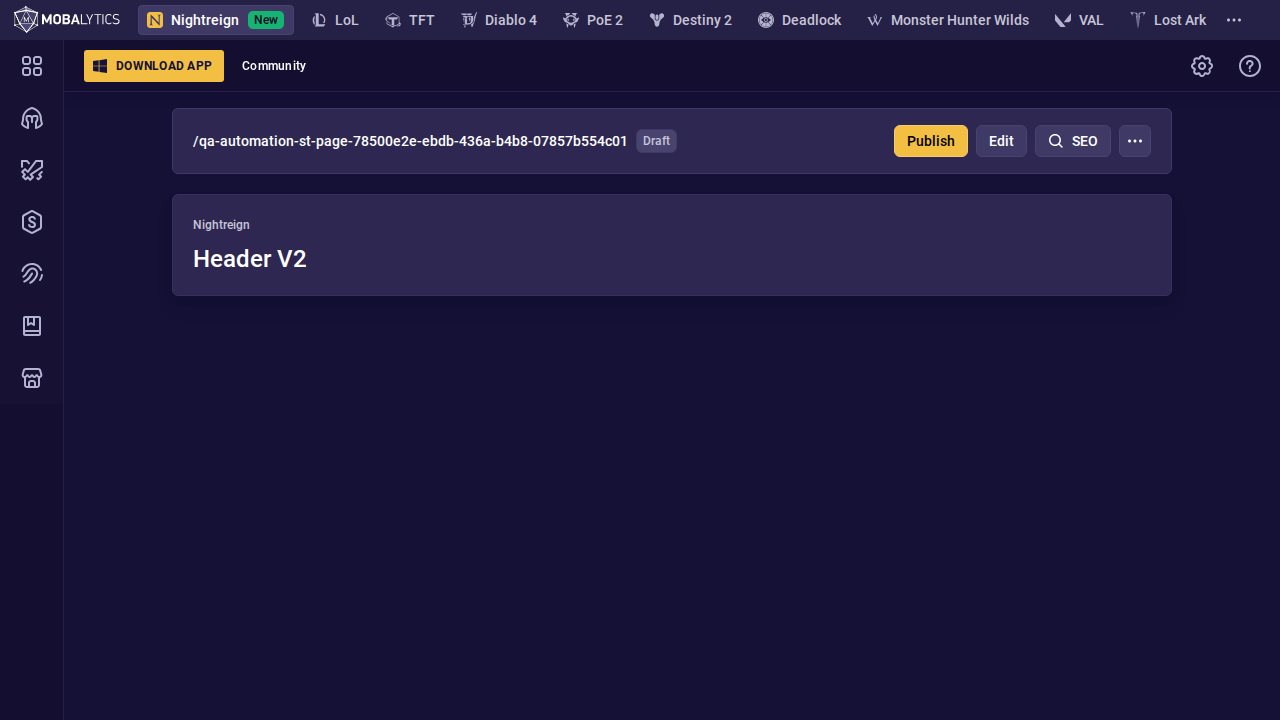 MOBALYTICS
Nightreign New LoL TFT Diablo 4 PoE 2 Destiny 2 Deadlock Monster Hunter Wilds VAL Lost Ark
DOWNLOAD APP Community
/qa-automation-st-page-78500e2e-ebdb-436a-b4b8-07857b554c01 Draft Publish Edit SEO
Nightreign
Header V2